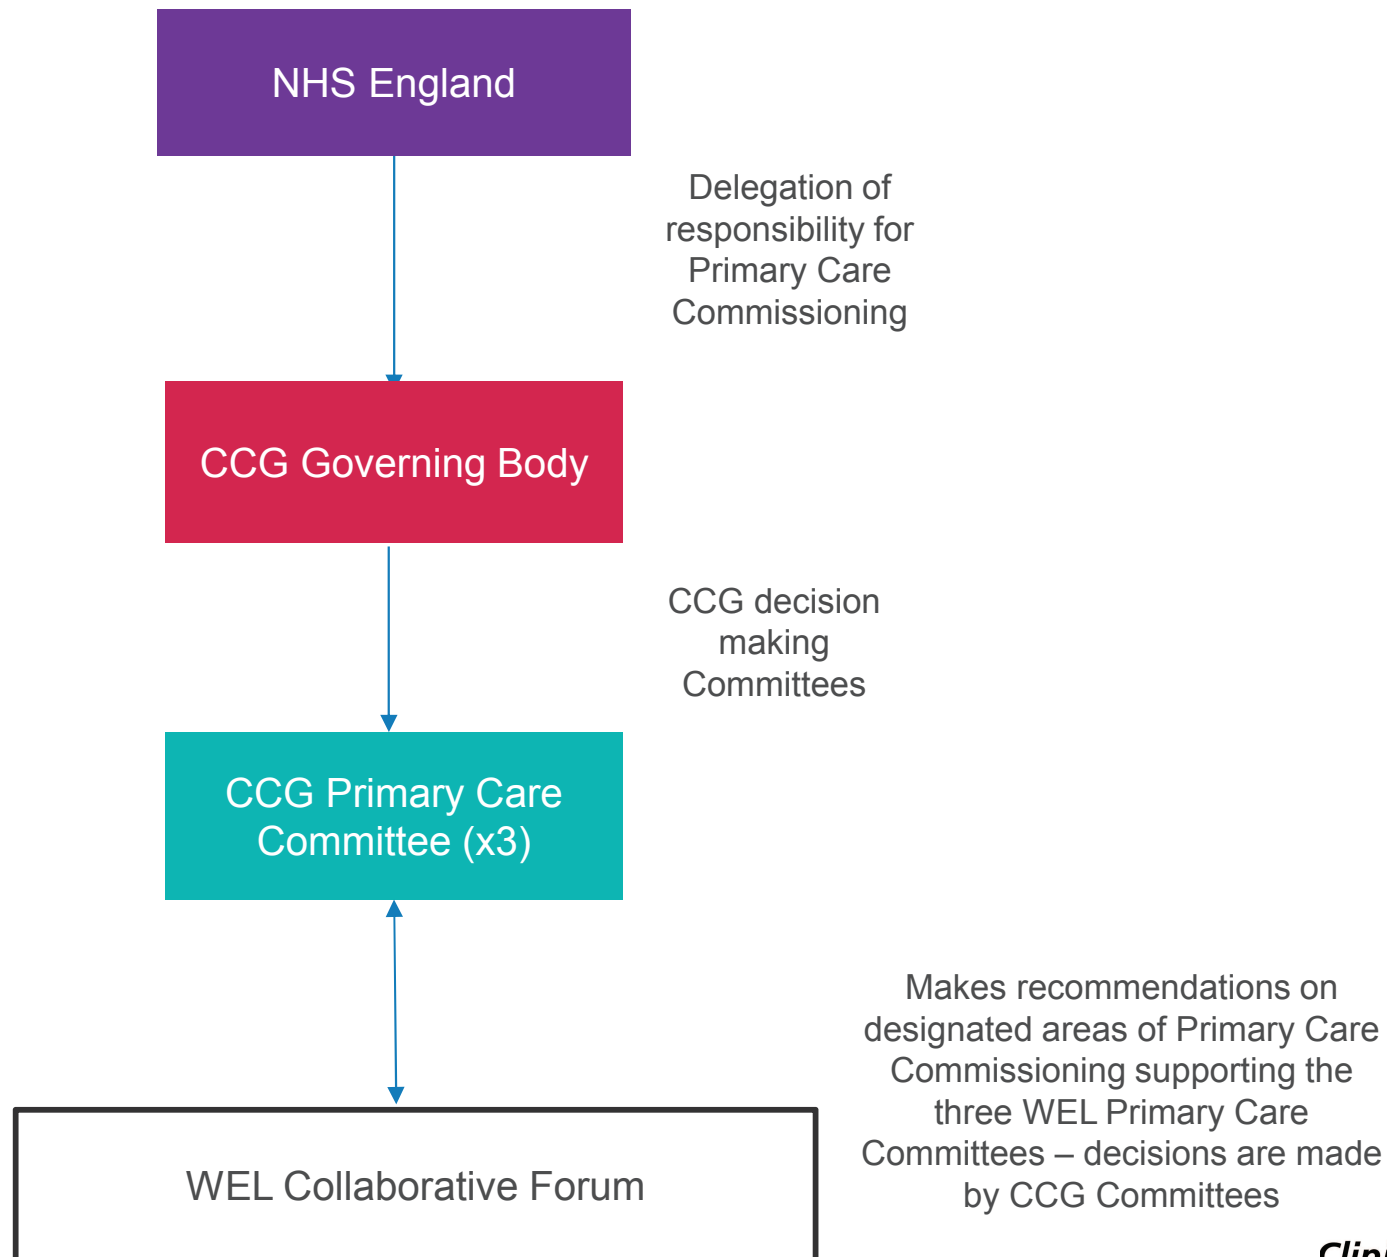 NHS England
Delegation of
responsibility for
Primary Care
Commissioning
CCG Governing Body
CCG decision
making
Committees
CCG Primary Care
Committee (x3)
Makes recommendations on
designated areas of Primary Care
Commissioning supporting the
three WEL Primary Care
Committees – decisions are made
by CCG Committees
WEL Collaborative Forum